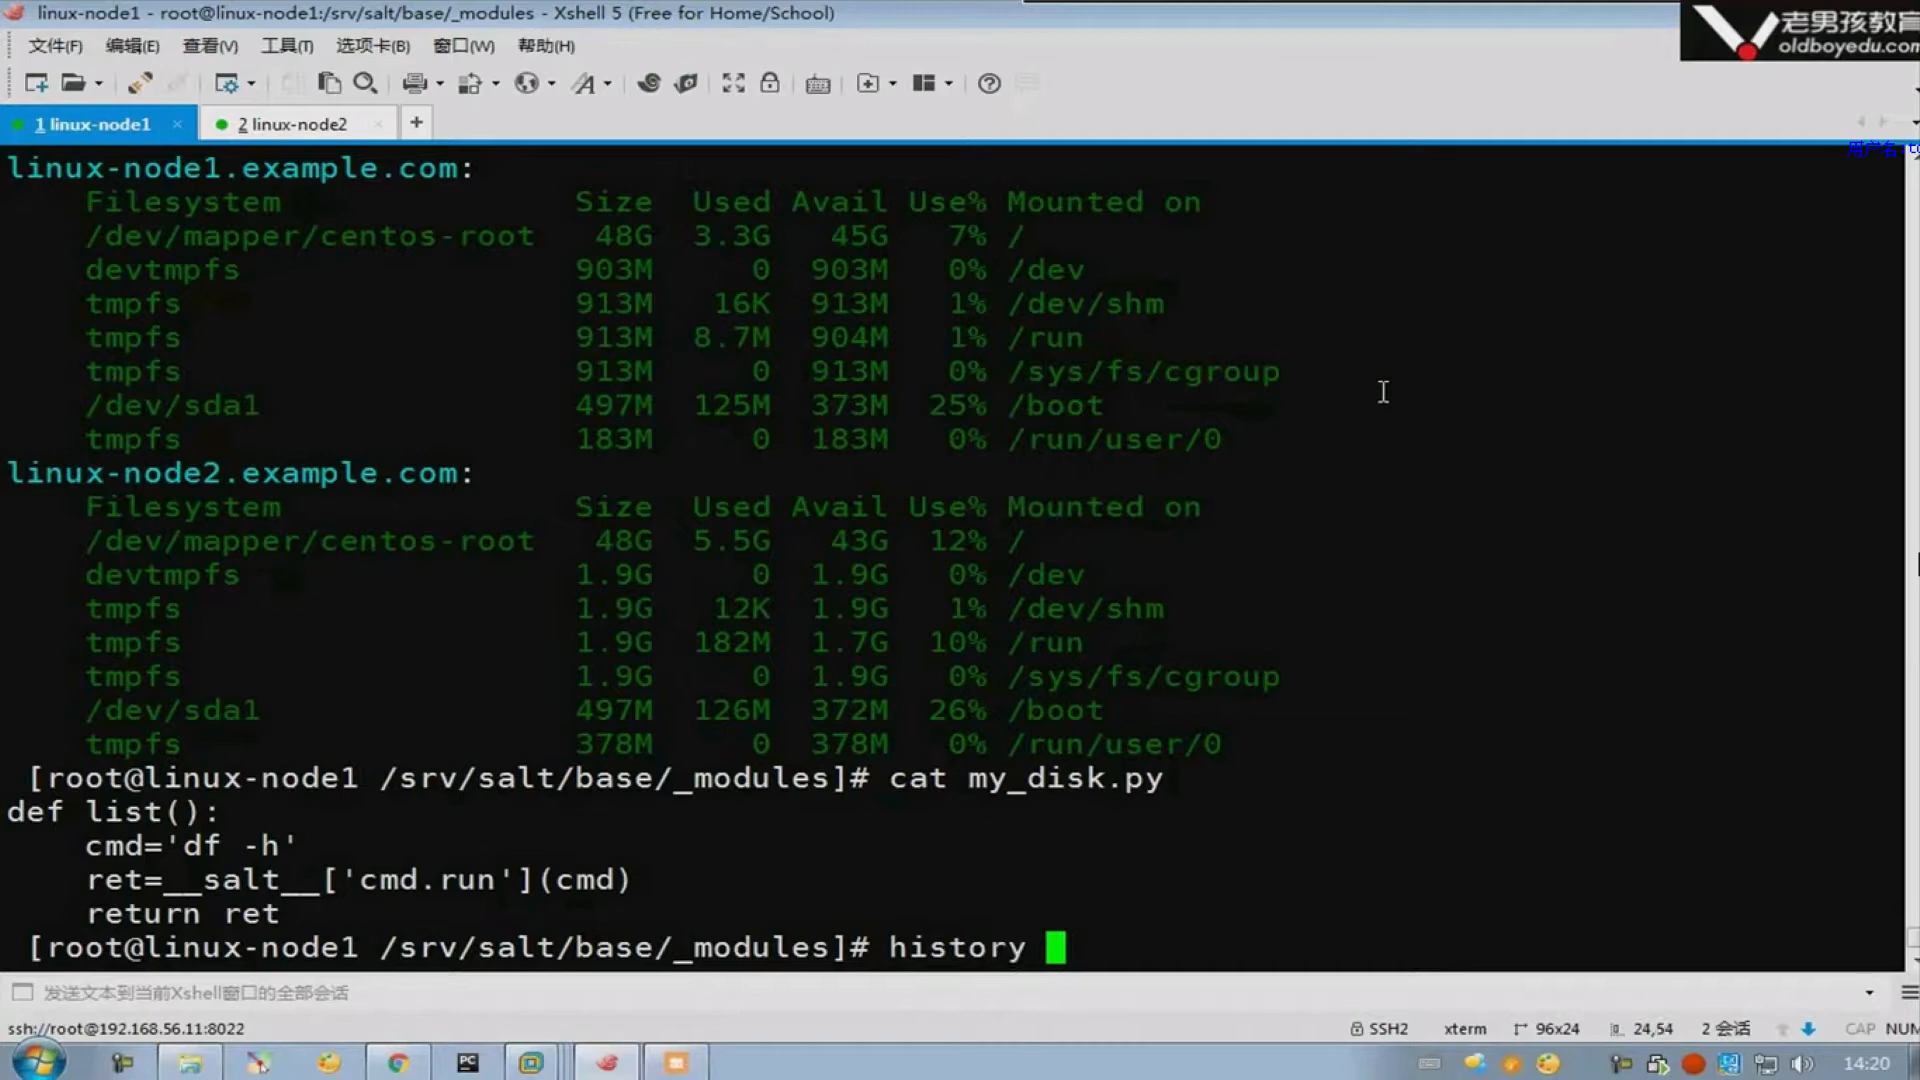 linux-node1 - root@linux-node1:/srv/salt/base/_modules - Xshell 5 (Free for Home/School)
老男孩教育
oldboyedu.com
文件(F) 编辑(E) 查看(V) 工具(T) 选项卡(B) 窗口(W) 帮助(H)
1 linux-node1 × 2 linux-node2 × +
用户名:
linux-node1.example.com:
Filesystem Size Used Avail Use% Mounted on
/dev/mapper/centos-root 48G 3.3G 45G 7% /
devtmpfs 903M 0 903M 0% /dev
tmpfs 913M 16K 913M 1% /dev/shm
tmpfs 913M 8.7M 904M 1% /run
tmpfs 913M 0 913M 0% /sys/fs/cgroup
/dev/sda1 497M 125M 373M 25% /boot
tmpfs 183M 0 183M 0% /run/user/0
linux-node2.example.com:
Filesystem Size Used Avail Use% Mounted on
/dev/mapper/centos-root 48G 5.5G 43G 12% /
devtmpfs 1.9G 0 1.9G 0% /dev
tmpfs 1.9G 12K 1.9G 1% /dev/shm
tmpfs 1.9G 182M 1.7G 10% /run
tmpfs 1.9G 0 1.9G 0% /sys/fs/cgroup
/dev/sda1 497M 126M 372M 26% /boot
tmpfs 378M 0 378M 0% /run/user/0
[root@linux-node1 /srv/salt/base/_modules]# cat my_disk.py
def list():
    cmd='df -h'
    ret=__salt__['cmd.run'](cmd)
    return ret
[root@linux-node1 /srv/salt/base/_modules]# history
发送文本到当前Xshell窗口的全部会话
ssh://root@192.168.56.11:8022 SSH2 xterm 96x24 24,54 2 会话 CAP NUM
PC 14:20